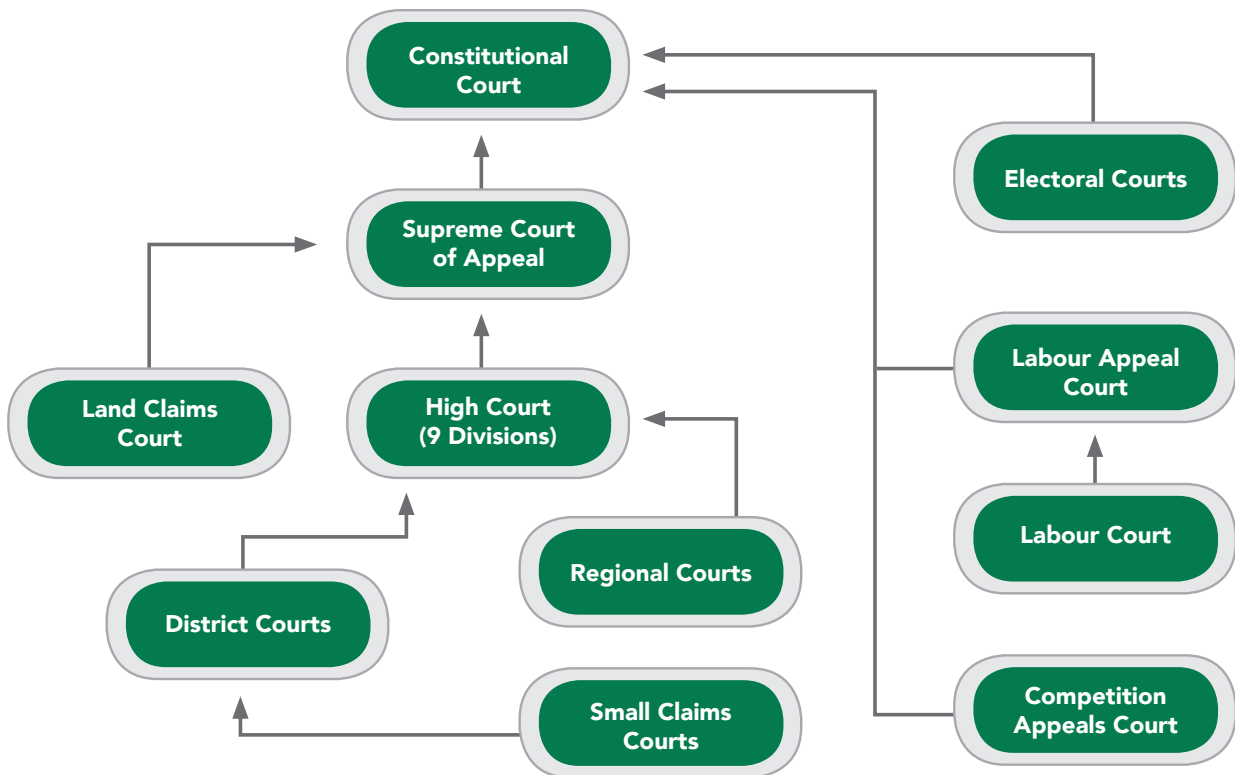 Constitutional
Court
Electoral Courts
Supreme Court
of Appeal
Labour Appeal
Court
Land Claims
Court
High Court
(9 Divisions)
Labour Court
Regional Courts
District Courts
Small Claims
Courts
Competition
Appeals Court